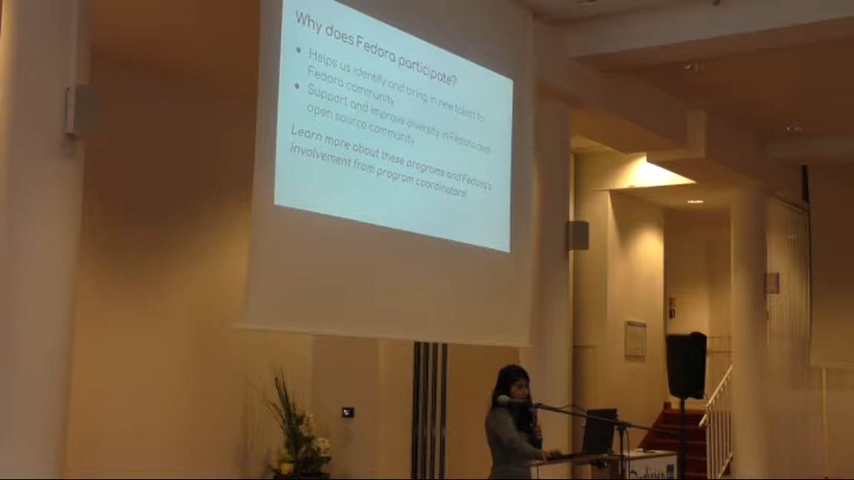 Why does Fedora participate?
● Helps us identify and bring in new talent to
Fedora community
● Support and improve diversity in Fedora and
open source community
Learn more about these programs and Fedora's
involvement from program coordinators!